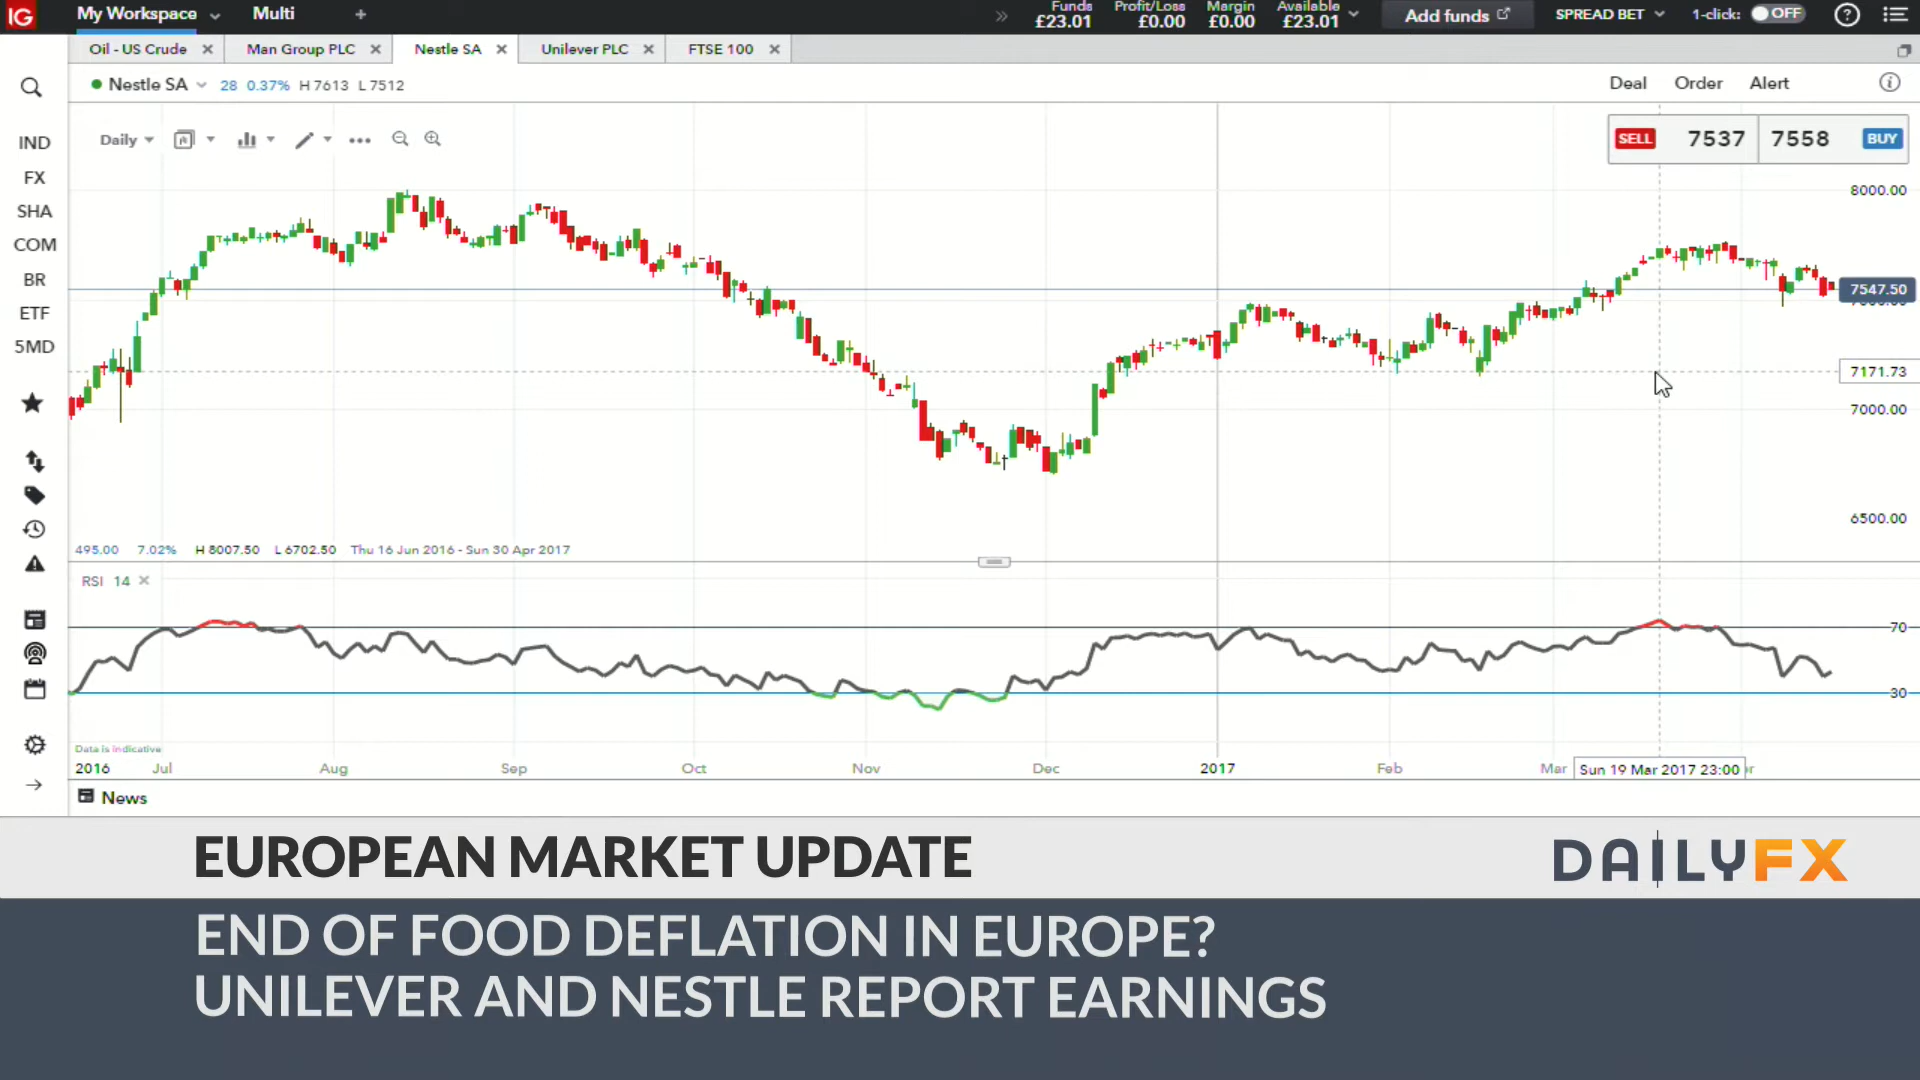 IG My Workspace Multi + Funds £23.01 Profit/Loss £0.00 Margin £0.00 Available £23.01 Add funds SPREAD BET 1-click: OFF ?
Oil - US Crude Man Group PLC Nestle SA Unilever PLC FTSE 100
Nestle SA 28 0.37% H 7613 L 7512 Deal Order Alert
Daily SELL 7537 7558 BUY
IND
FX
SHA
COM
BR
ETF
5MD
8000.00
7547.50
7171.73
7000.00
6500.00
495.00 7.02% H 8007.50 L 6702.50 Thu 16 Jun 2016 - Sun 30 Apr 2017
RSI 14
70
30
Data is indicative
2016 Jul Aug Sep Oct Nov Dec 2017 Feb Mar Sun 19 Mar 2017 23:00
News
EUROPEAN MARKET UPDATE
DAILYFX
END OF FOOD DEFLATION IN EUROPE?
UNILEVER AND NESTLE REPORT EARNINGS